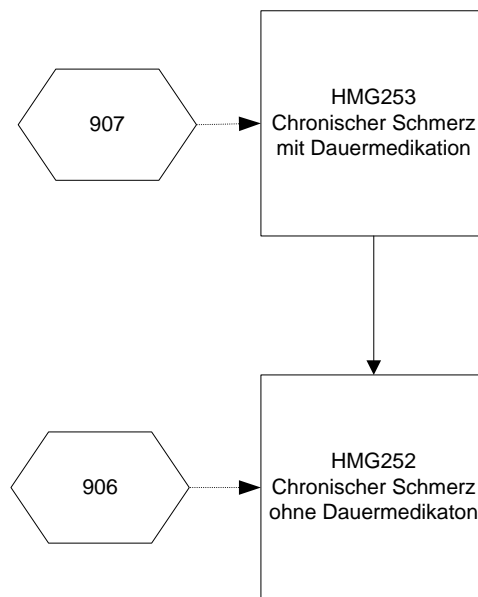 907
HMG253
Chronischer Schmerz
mit Dauermedikation
906
HMG252
Chronischer Schmerz
ohne Dauermedikaton